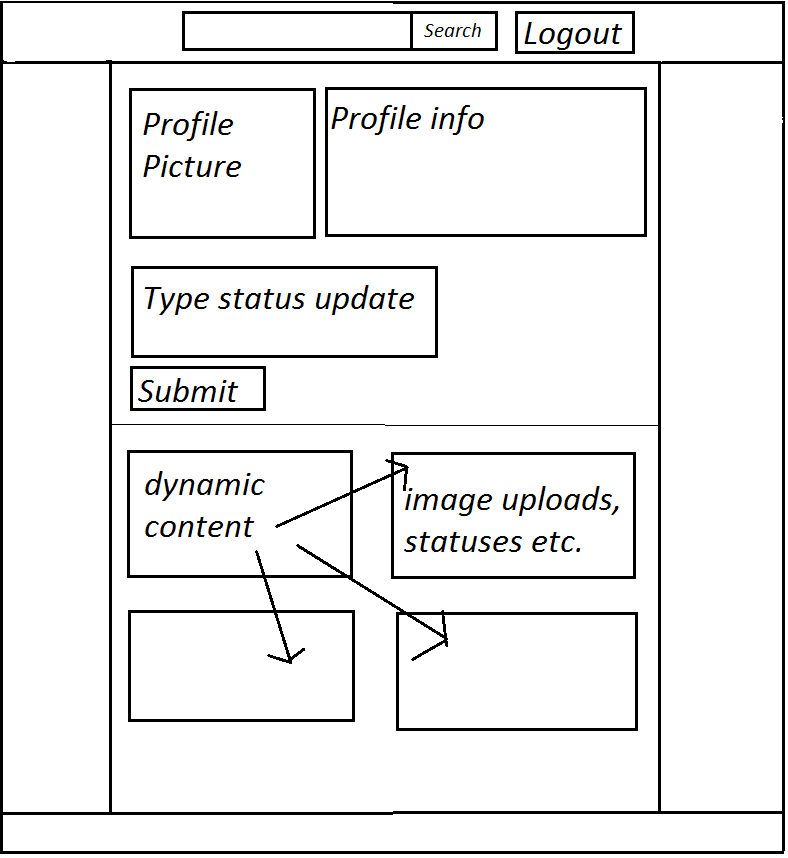 Search
Logout
Profile
Picture
Profile info
Type status update
Submit
dynamic
content
image uploads,
statuses etc.